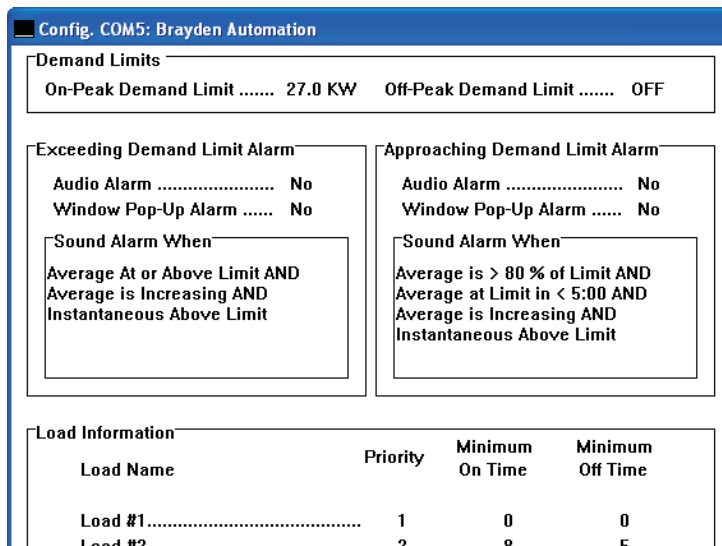 Config. COM5: Brayden Automation
Demand Limits
On-Peak Demand Limit ....... 27.0 KW Off-Peak Demand Limit ....... OFF
Exceeding Demand Limit Alarm
Audio Alarm ....................... No
Window Pop-Up Alarm ...... No
Sound Alarm When
Average At or Above Limit AND
Average is Increasing AND
Instantaneous Above Limit
Approaching Demand Limit Alarm
Audio Alarm ....................... No
Window Pop-Up Alarm ...... No
Sound Alarm When
Average is > 80 % of Limit AND
Average at Limit in < 5:00 AND
Average is Increasing AND
Instantaneous Above Limit
Load Information
Load Name Priority Minimum On Time Minimum Off Time
Load #1.......................................... 1 0 0
Load #2